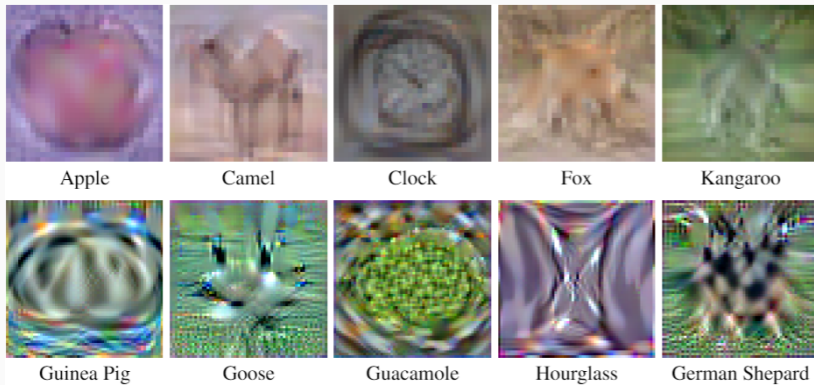 Apple
Camel
Clock
Fox
Kangaroo
Guinea Pig
Goose
Guacamole
Hourglass
German Shepard